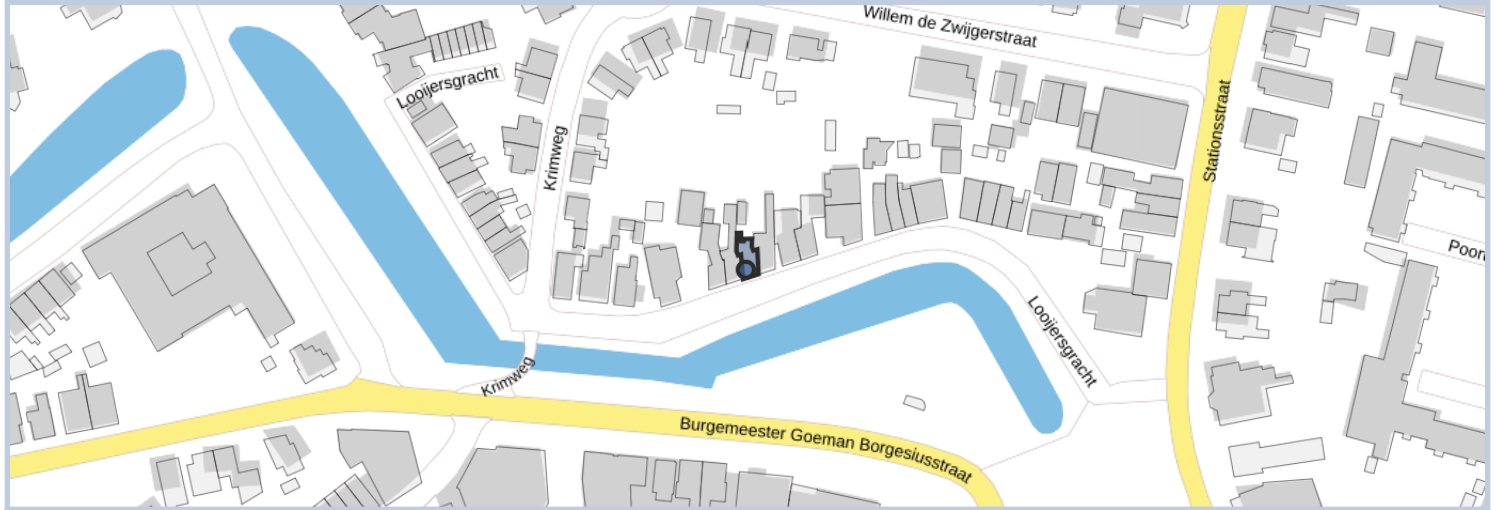 Willem de Zwijgerstraat
Looijersgracht
Stationsstraat
Krimweg
Poor
Looijersgracht
Krimweg
Burgemeester Goeman Borgesiusstraat